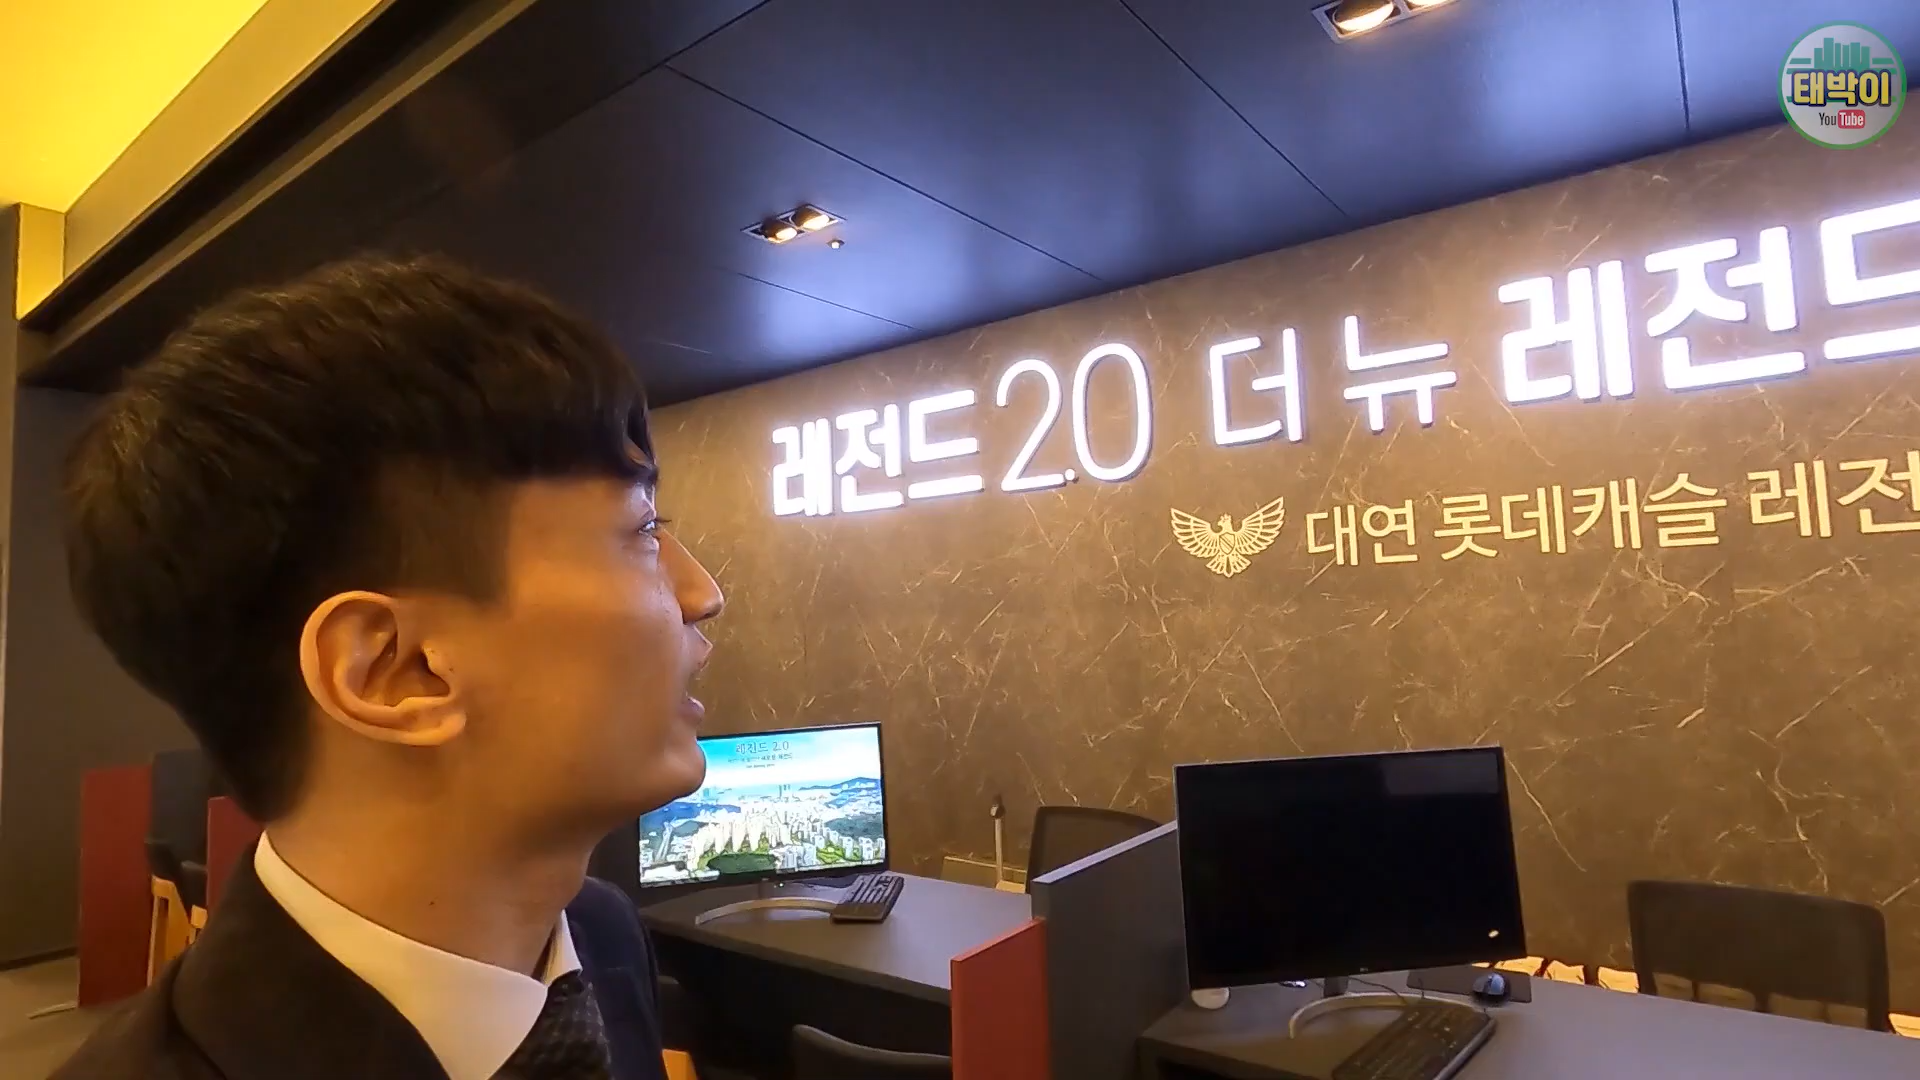 태박이
YouTube
레전드 2.0 더 뉴 레전드
대연 롯데캐슬 레전
레전드 2.0